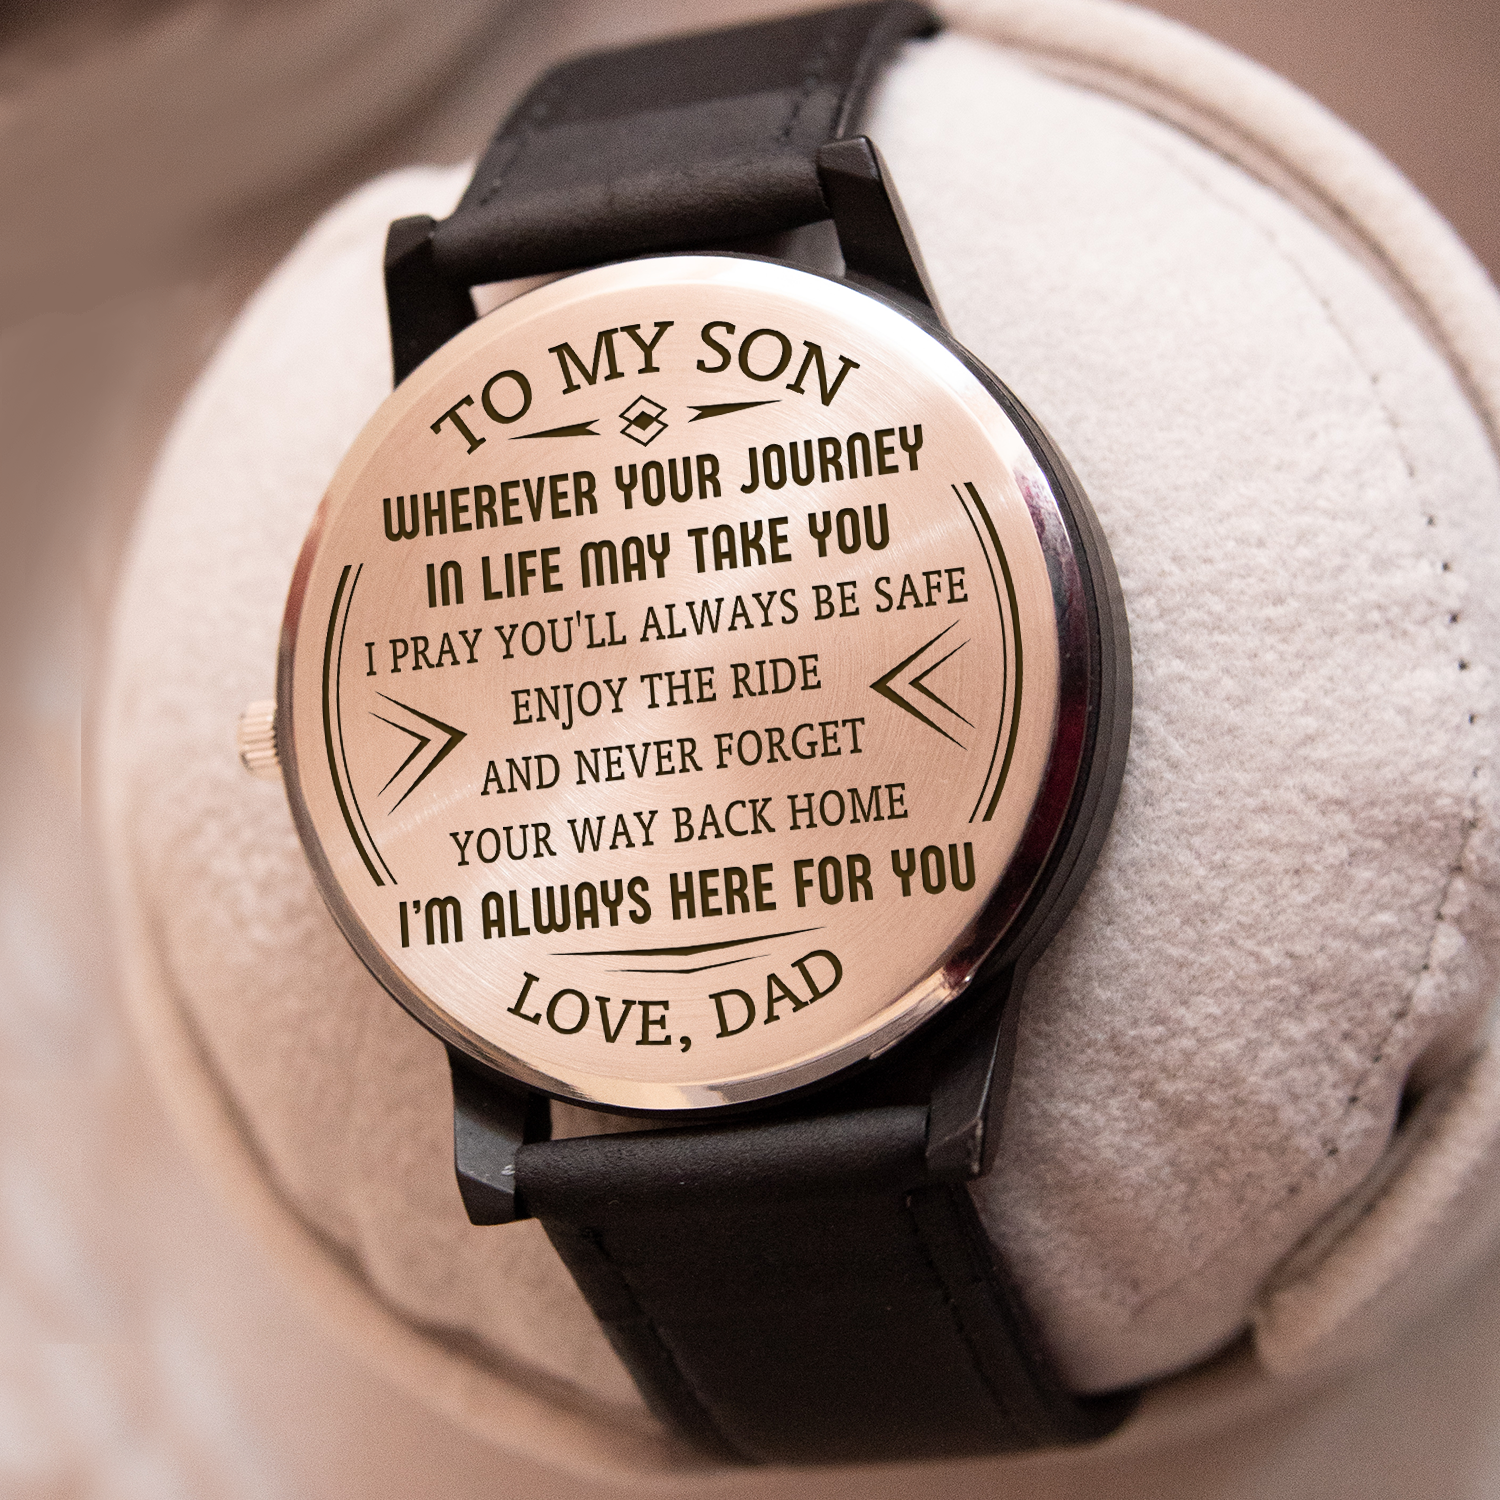 TO MY SON
WHEREVER YOUR JOURNEY
IN LIFE MAY TAKE YOU
I PRAY YOU'LL ALWAYS BE SAFE
ENJOY THE RIDE
AND NEVER FORGET
YOUR WAY BACK HOME
I'M ALWAYS HERE FOR YOU
LOVE, DAD